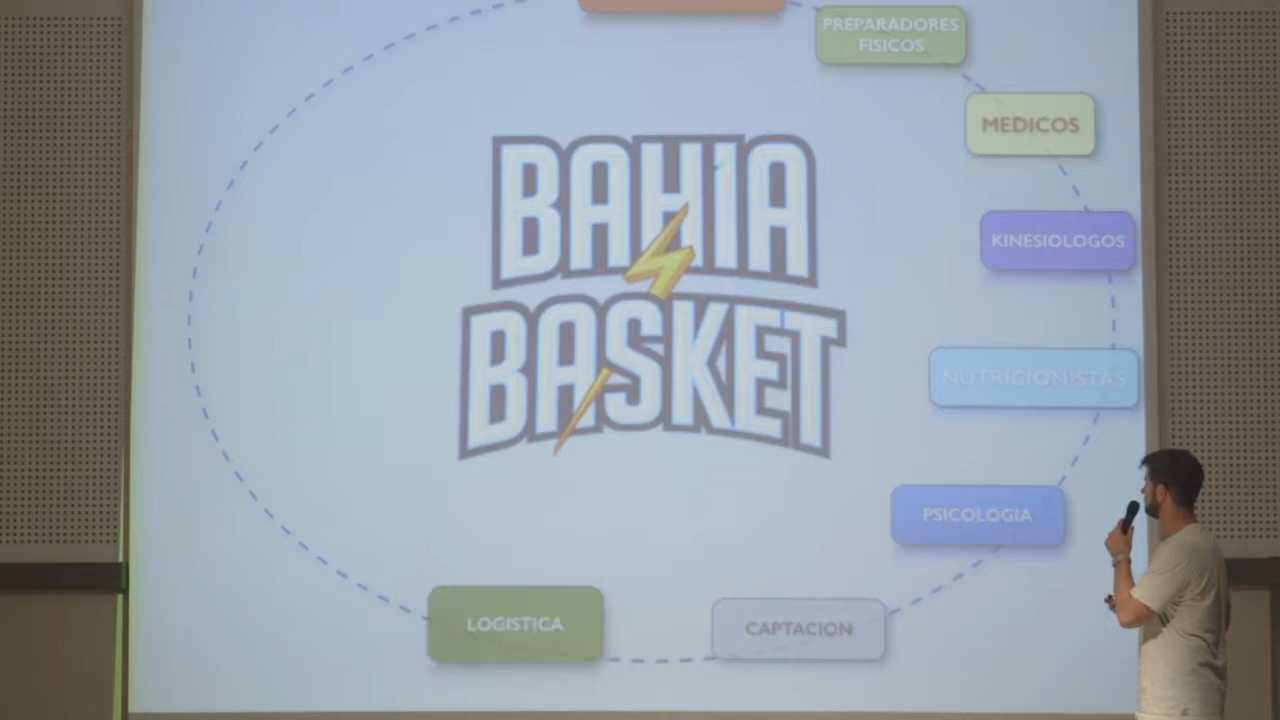 PREPARADORES
FISICOS
MEDICOS
BAHIA
BASKET
KINESIOLOGOS
NUTRICIONISTAS
PSICOLOGIA
LOGISTICA
CAPTACION